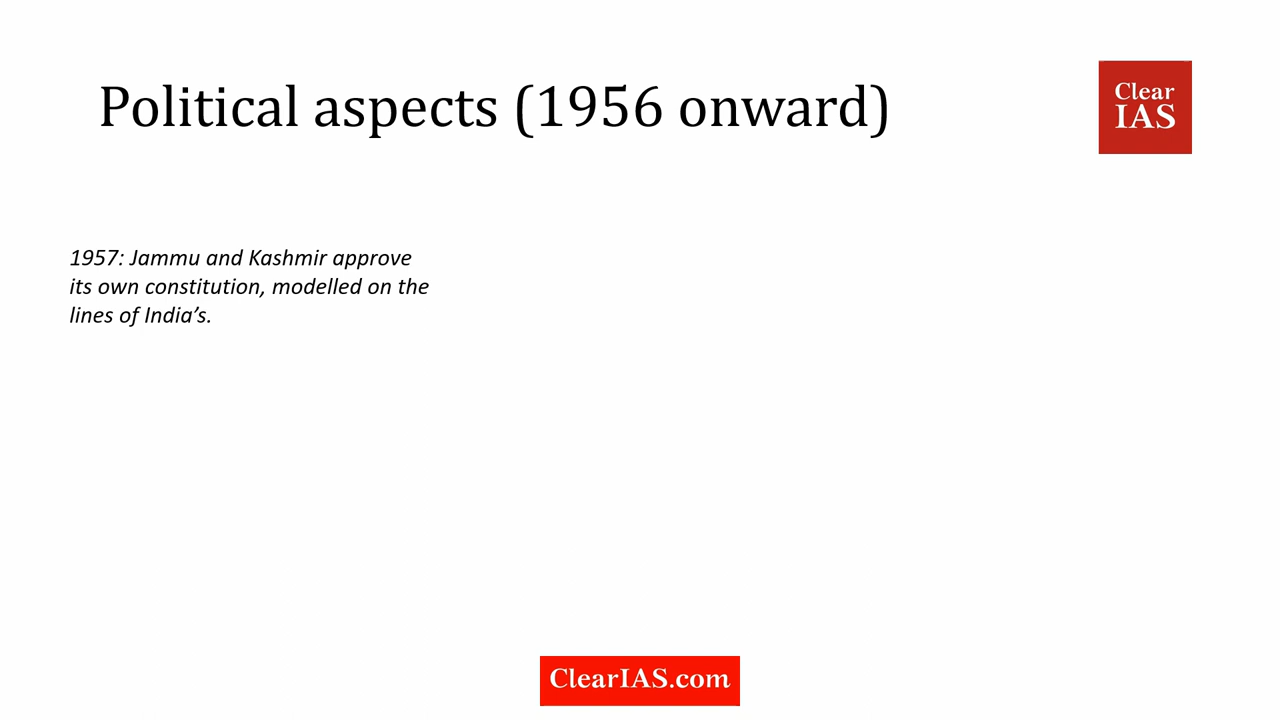 Political aspects (1956 onward)
Clear
IAS
1957: Jammu and Kashmir approve
its own constitution, modelled on the
lines of India’s.
ClearIAS.com